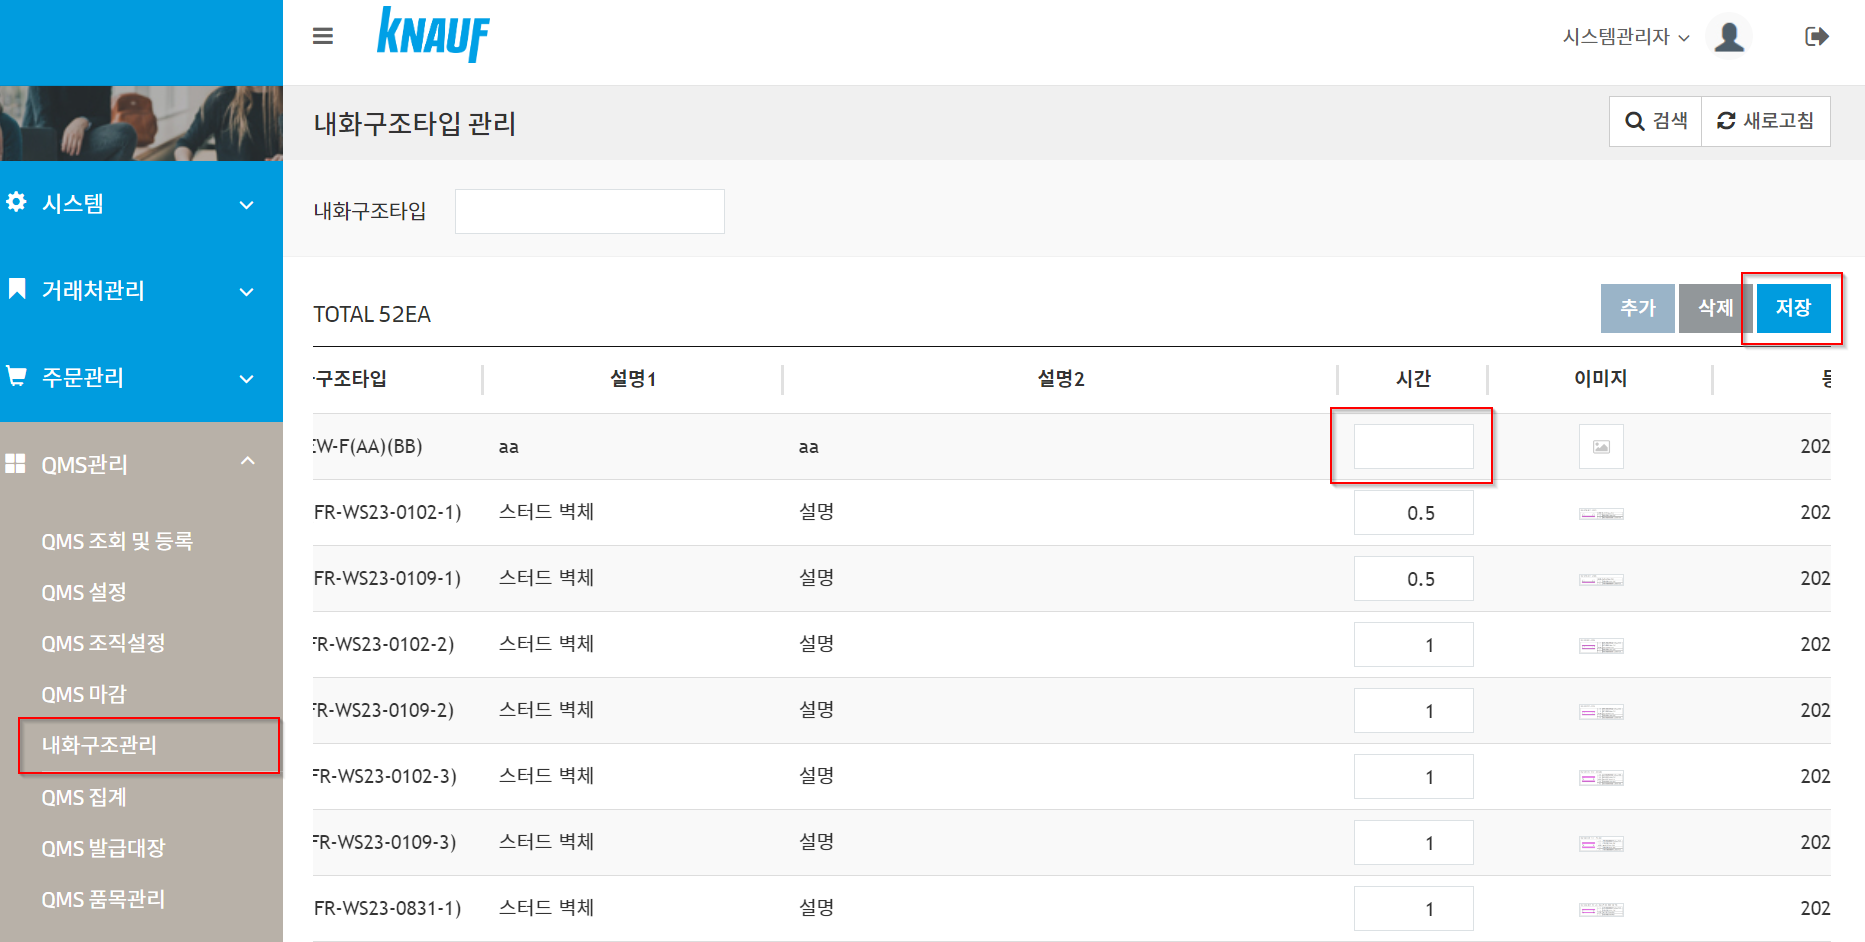 KNAUF
시스템관리자
내화구조타입 관리
검색
새로고침
시스템
거래처관리
주문관리
QMS관리
QMS 조회 및 등록
QMS 설정
QMS 조직설정
QMS 마감
내화구조관리
QMS 집계
QMS 발급대장
QMS 품목관리
내화구조타입
TOTAL 52EA
추가 삭제 저장
구조타입 설명1 설명2 시간 이미지
EW-F(AA)(BB) aa aa 202
FR-WS23-0102-1) 스터드 벽체 설명 0.5 202
FR-WS23-0109-1) 스터드 벽체 설명 0.5 202
FR-WS23-0102-2) 스터드 벽체 설명 1 202
FR-WS23-0109-2) 스터드 벽체 설명 1 202
FR-WS23-0102-3) 스터드 벽체 설명 1 202
FR-WS23-0109-3) 스터드 벽체 설명 1 202
FR-WS23-0831-1) 스터드 벽체 설명 1 202